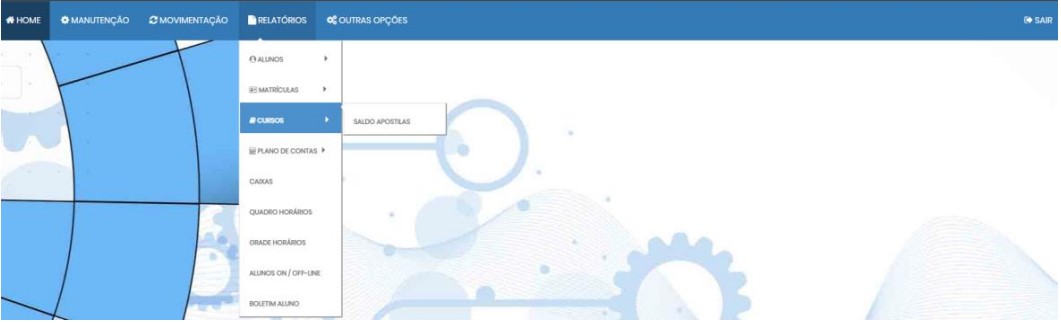 HOME MANUTENÇÃO MOVIMENTAÇÃO RELATÓRIOS OUTRAS OPÇÕES SAIR
ALUNOS
MATRÍCULAS
CURSOS SALDO APOSTILAS
PLANO DE CONTAS
CAIXAS
QUADRO HORÁRIOS
GRADE HORÁRIOS
ALUNOS ON / OFF-LINE
BOLETIM ALUNO